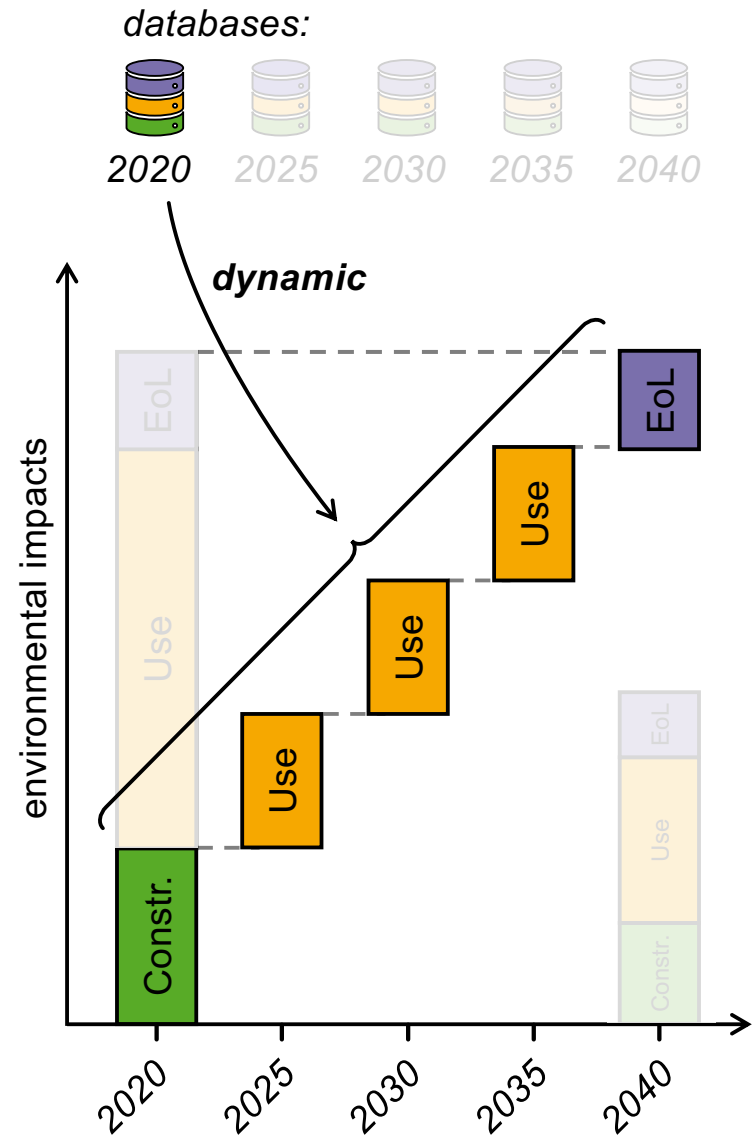 databases:
2020 2025 2030 2035 2040
dynamic
environmental impacts
EoL
Use
Constr.
Use
Use
Use
EoL
EoL
Use
Constr.
2020 2025 2030 2035 2040